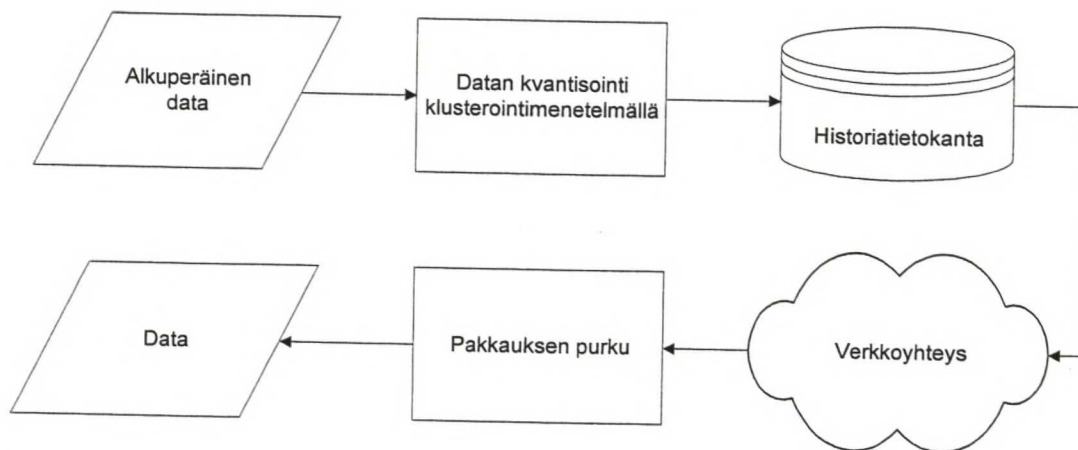 Alkuperäinen
data
Datan kvantisointi
klusterointimenetelmällä
Historiatietokanta
Data
Pakkauksen purku
Verkkoyhteys